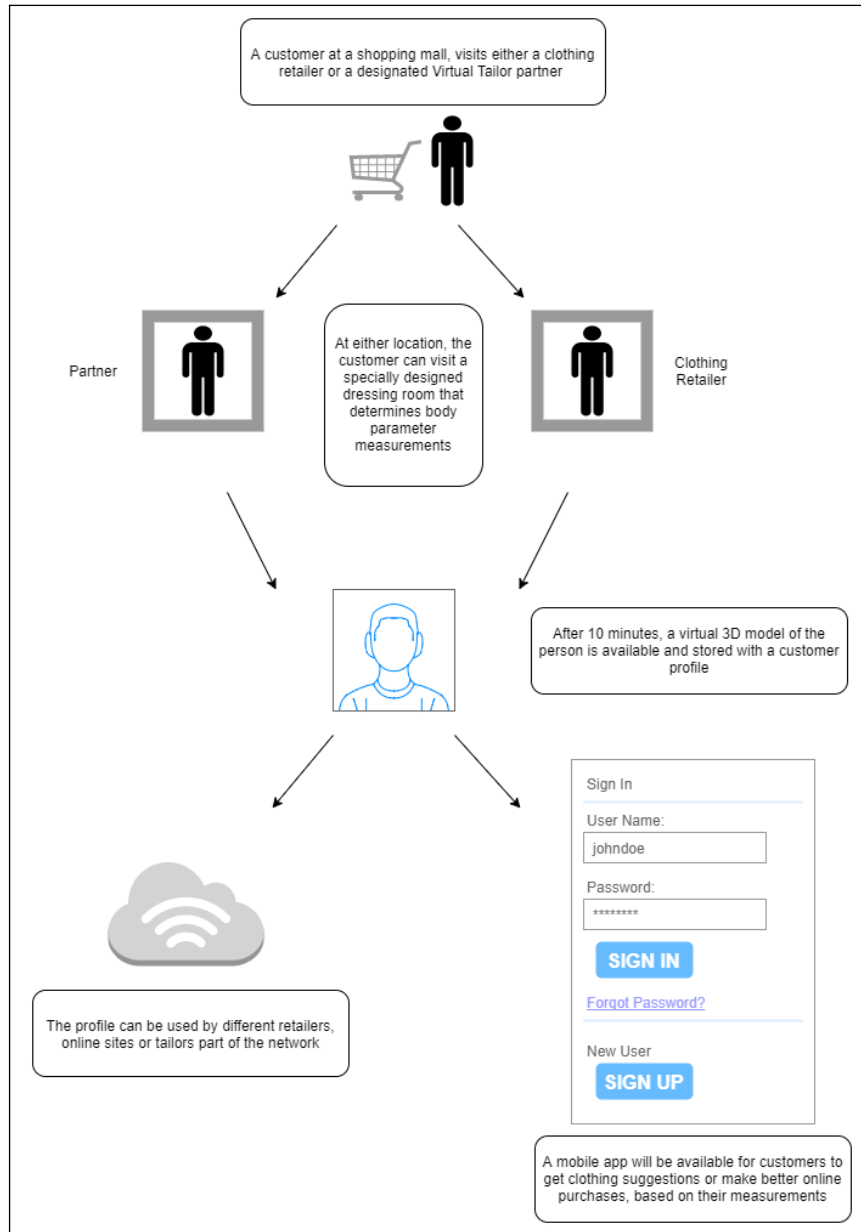 A customer at a shopping mall, visits either a clothing
retailer or a designated Virtual Tailor partner
Partner
At either location, the
customer can visit a
specially designed
dressing room that
determines body
parameter
measurements
Clothing
Retailer
After 10 minutes, a virtual 3D model of the
person is available and stored with a customer
profile
Sign In
User Name:
johndoe
Password:
********
SIGN IN
Forgot Password?
New User
SIGN UP
The profile can be used by different retailers,
online sites or tailors part of the network
A mobile app will be available for customers to
get clothing suggestions or make better online
purchases, based on their measurements